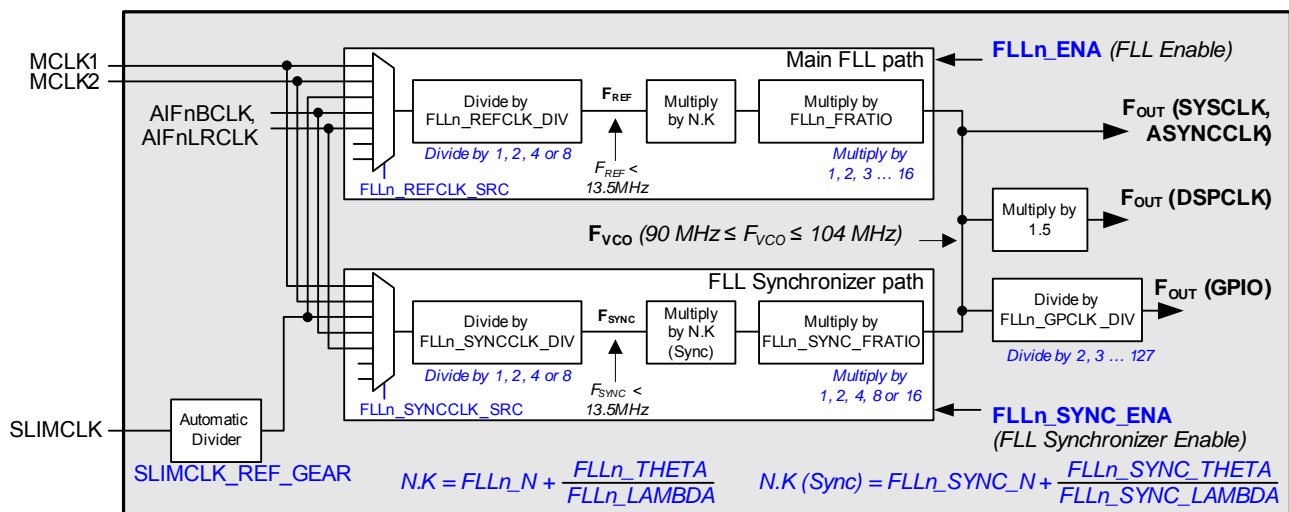 MCLK1
MCLK2
AIFnBCLK,
AIFnLRCLK
SLIMCLK
Automatic
Divider
SLIMCLK_REF_GEAR
Main FLL path
Divide by
FLLn_REFCLK_DIV
Divide by 1, 2, 4 or 8
FLLn_REFCLK_SRC
FREF
FREF <
13.5MHz
Multiply
by N.K
Multiply by
FLLn_FRATIO
Multiply by
1, 2, 3 ... 16
FLLn_ENA (FLL Enable)
FOUT (SYSCLK,
ASYNCCLK)
Multiply by
1.5
FOUT (DSPCLK)
FVCO (90 MHz ≤ FVCO ≤ 104 MHz)
FLL Synchronizer path
Divide by
FLLn_SYNCCLK_DIV
Divide by 1, 2, 4 or 8
FLLn_SYNCCLK_SRC
FSYNC
FSYNC <
13.5MHz
Multiply
by N.K
(Sync)
Multiply by
FLLn_SYNC_FRATIO
Multiply by
1, 2, 4, 8 or 16
Divide by
FLLn_GPCLK_DIV
Divide by 2, 3 ... 127
FOUT (GPIO)
FLLn_SYNC_ENA
(FLL Synchronizer Enable)
N.K = FLLn_N + FLLn_THETA / FLLn_LAMBDA
N.K (Sync) = FLLn_SYNC_N + FLLn_SYNC_THETA / FLLn_SYNC_LAMBDA